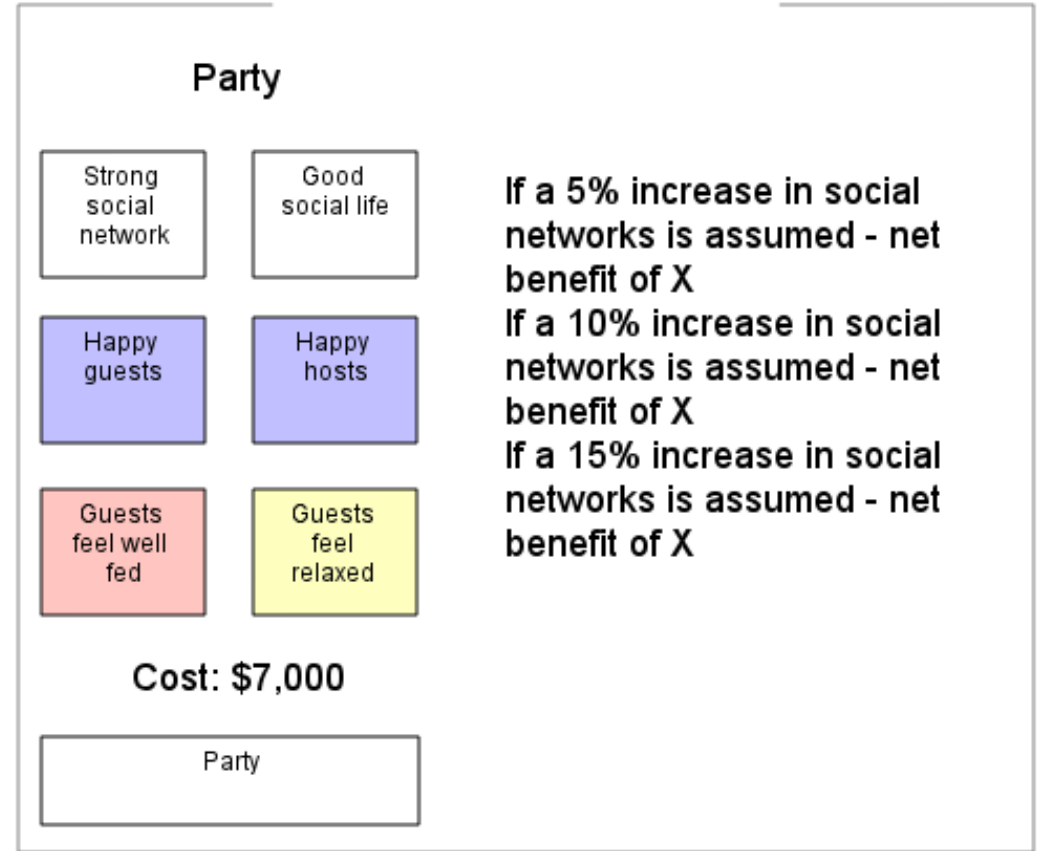 Party
Strong
social
network
Good
social life
Happy
guests
Happy
hosts
Guests
feel well
fed
Guests
feel
relaxed
Cost: $7,000
Party
If a 5% increase in social
networks is assumed - net
benefit of X
If a 10% increase in social
networks is assumed - net
benefit of X
If a 15% increase in social
networks is assumed - net
benefit of X